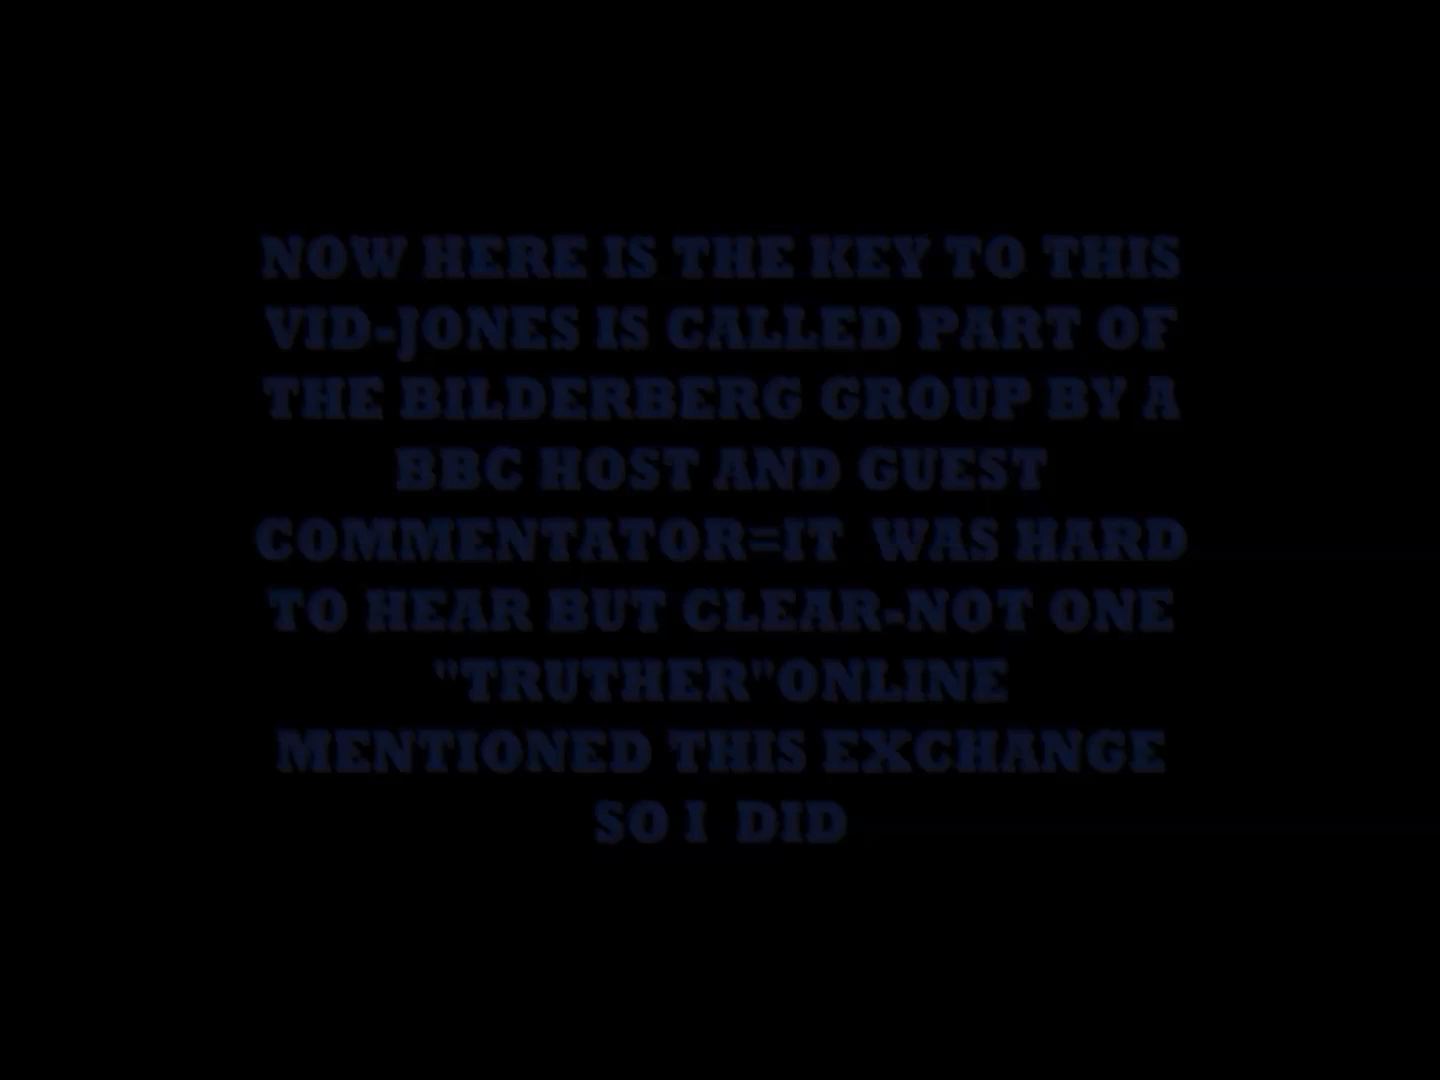 NOW HERE IS THE KEY TO THIS
VID-JONES IS CALLED PART OF
THE BILDERBERG GROUP BY A
BBC HOST AND GUEST
COMMENTATOR=IT  WAS HARD
TO HEAR BUT CLEAR-NOT ONE
"TRUTHER"ONLINE
MENTIONED THIS EXCHANGE
SO I  DID